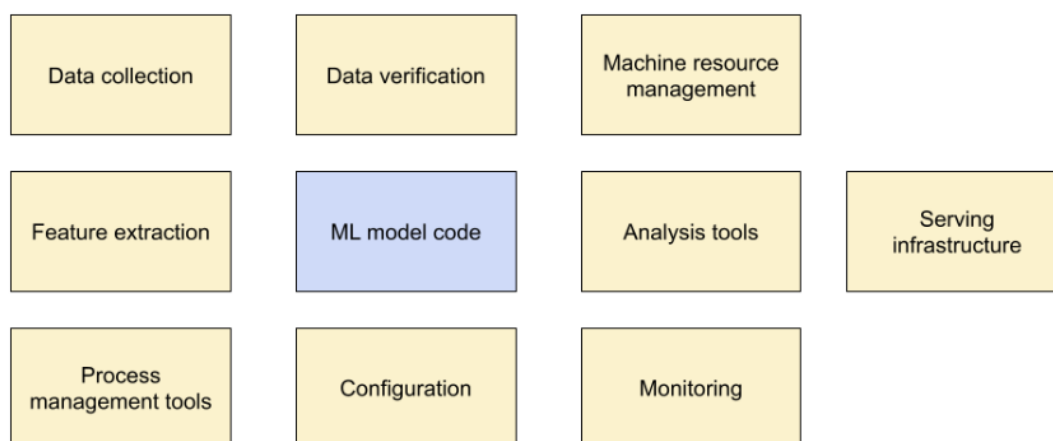 Data collection
Data verification
Machine resource
management
Feature extraction
ML model code
Analysis tools
Serving
infrastructure
Process
management tools
Configuration
Monitoring